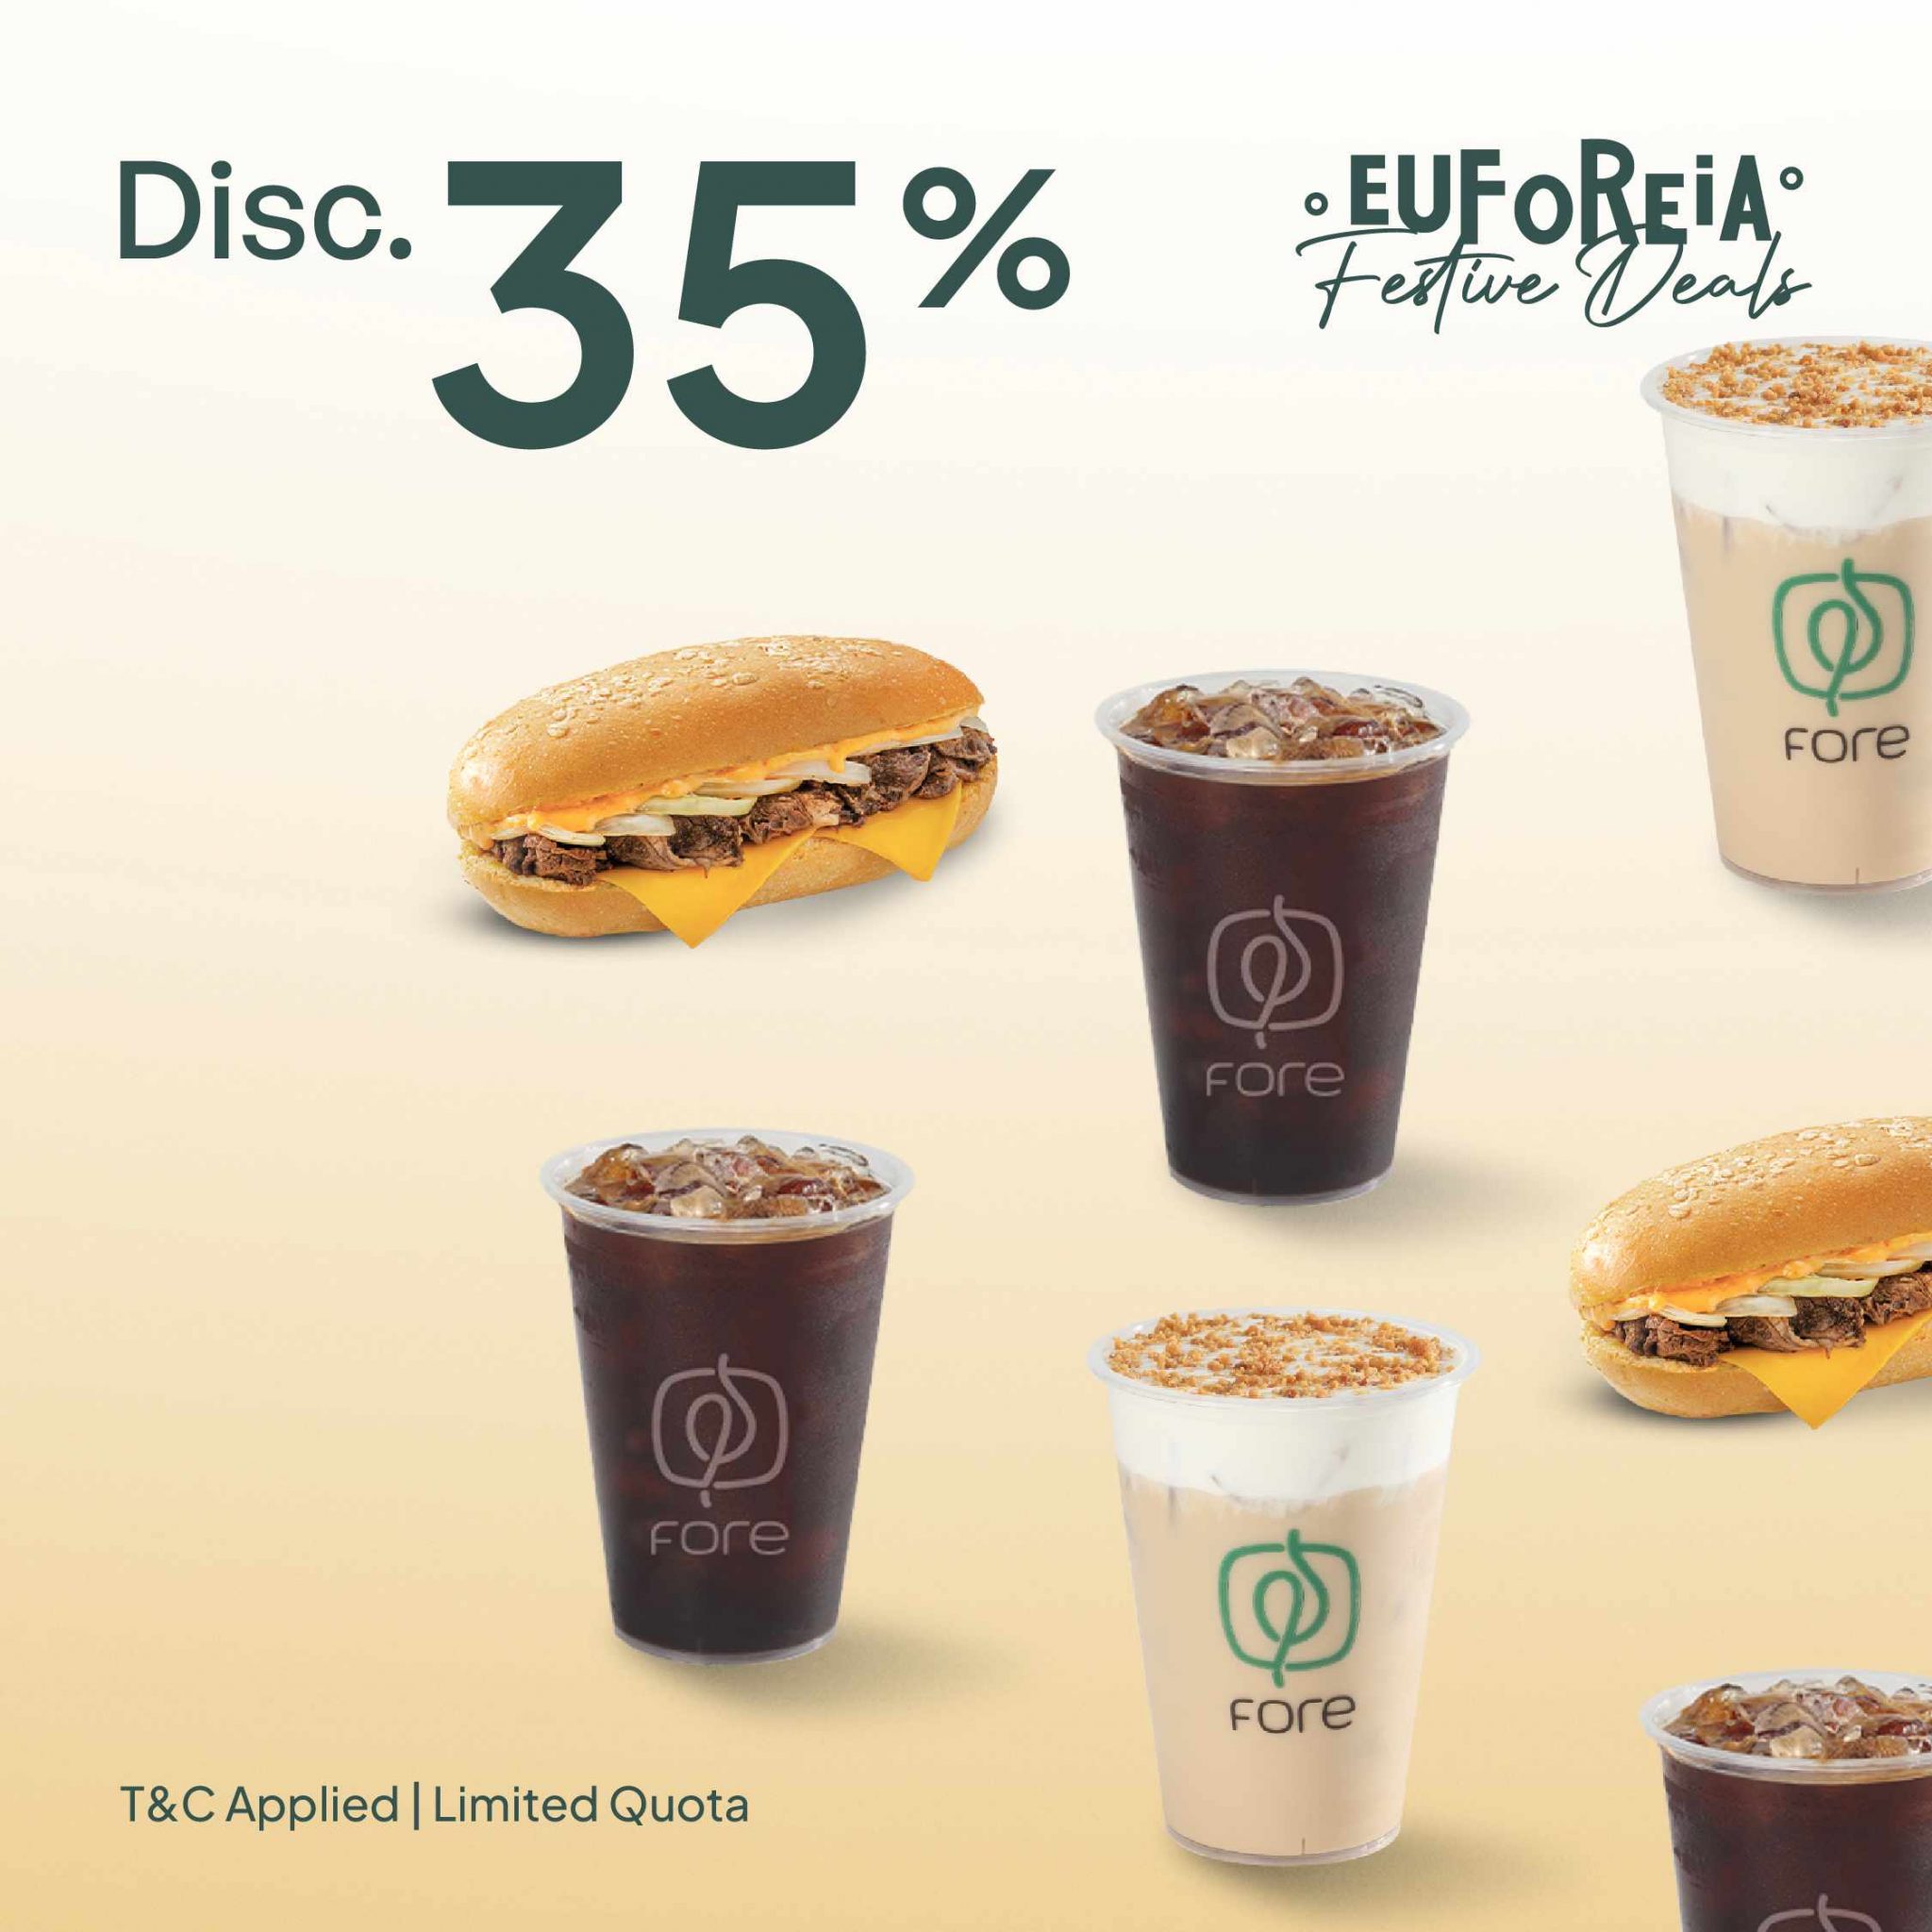 Disc. 35%
EUFOREiA
Festive Deals
FORE
FORE
FORE
FORE
T&C Applied | Limited Quota